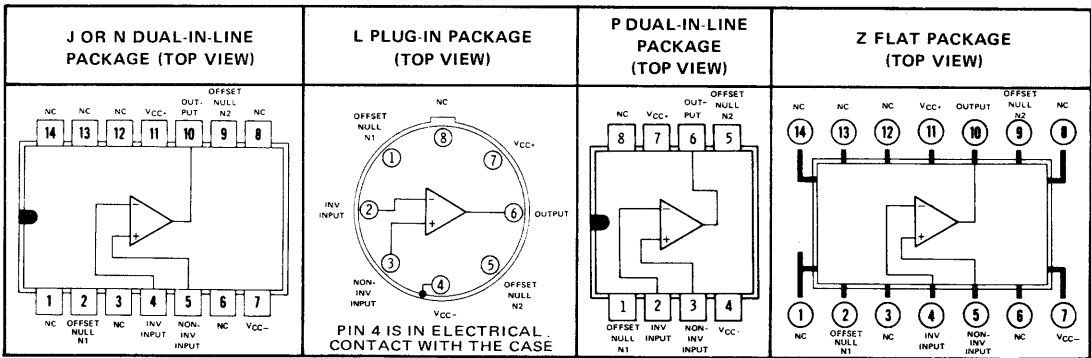 J OR N DUAL-IN-LINE
PACKAGE (TOP VIEW)
NC
NC
NC
VCC+
OUT-
PUT
OFFSET
NULL
N2
NC
14
13
12
11
10
9
8
−
+
1
2
3
4
5
6
7
NC
OFFSET
NULL
N1
NC
INV
INPUT
NON-
INV
INPUT
NC
VCC−
L PLUG-IN PACKAGE
(TOP VIEW)
NC
OFFSET
NULL
N1
8
1
7
VCC+
INV
INPUT
2
−
+
6
OUTPUT
3
5
4
NON-
INV
INPUT
OFFSET
NULL
N2
VCC−
PIN 4 IS IN ELECTRICAL
CONTACT WITH THE CASE
P DUAL-IN-LINE
PACKAGE
(TOP VIEW)
NC
VCC+
OUT-
PUT
OFFSET
NULL
N2
8
7
6
5
−
+
1
2
3
4
OFFSET
NULL
N1
INV
INPUT
NON-
INV
INPUT
VCC-
Z FLAT PACKAGE
(TOP VIEW)
NC
NC
NC
VCC+
OUTPUT
OFFSET
NULL
N2
NC
14
13
12
11
10
9
8
−
+
1
2
3
4
5
6
7
NC
OFFSET
NULL
N1
NC
INV
INPUT
NON-
INV
INPUT
NC
VCC−